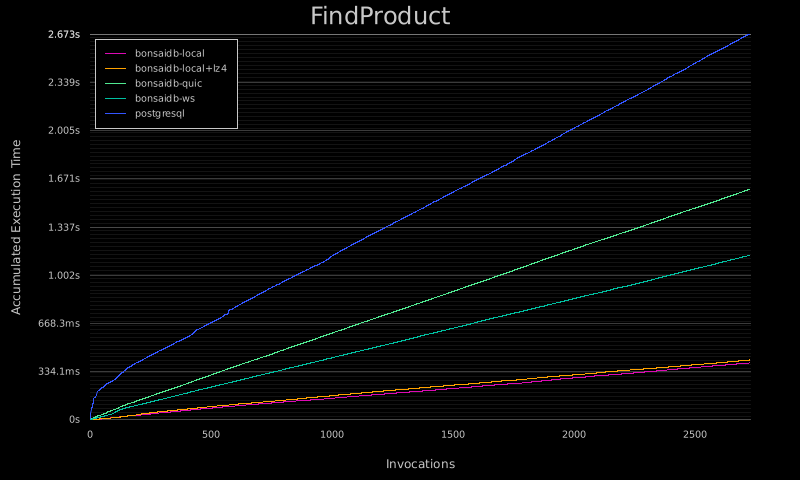 FindProduct
2.673s
2.339s
2.005s
1.671s
1.337s
1.002s
668.3ms
334.1ms
0s
bonsaidb-local
bonsaidb-local+lz4
bonsaidb-quic
bonsaidb-ws
postgresql
Accumulated Execution Time
0
500
1000
1500
2000
2500
Invocations